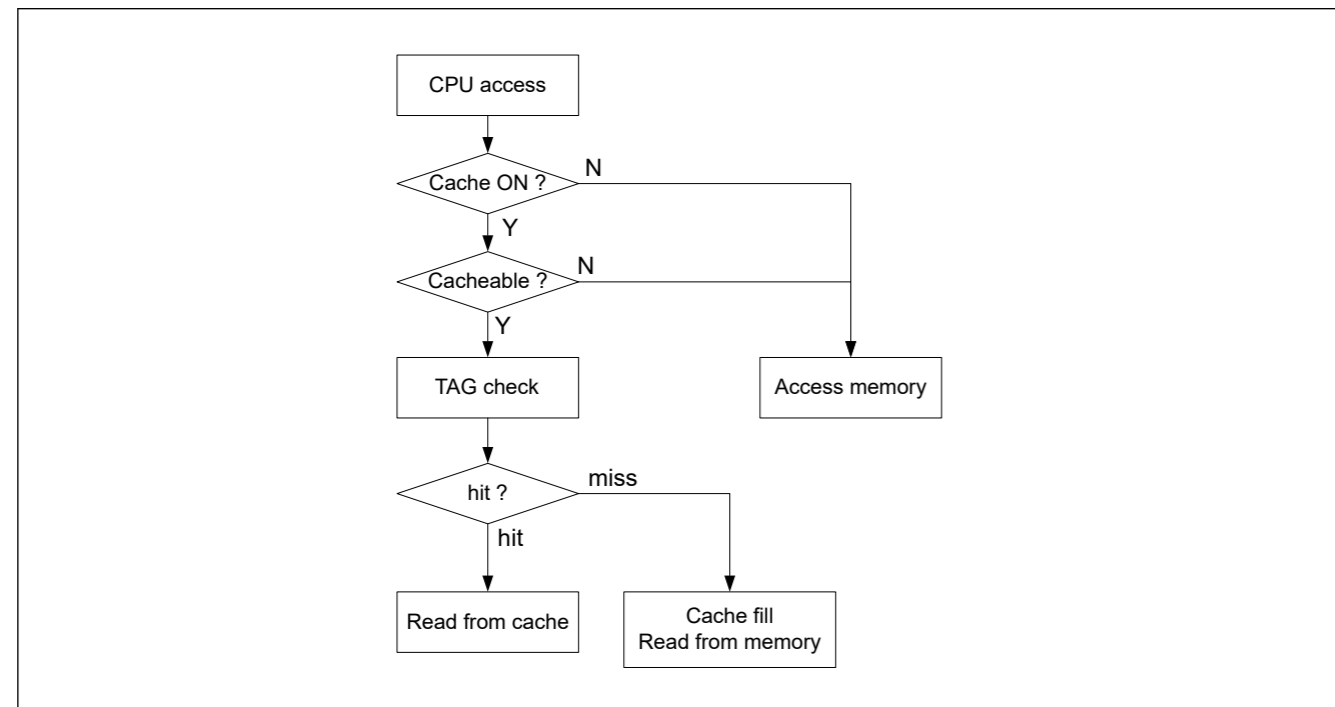 CPU access
Cache ON ?
N
Y
Cacheable ?
N
Y
TAG check
Access memory
hit ?
miss
hit
Read from cache
Cache fill
Read from memory